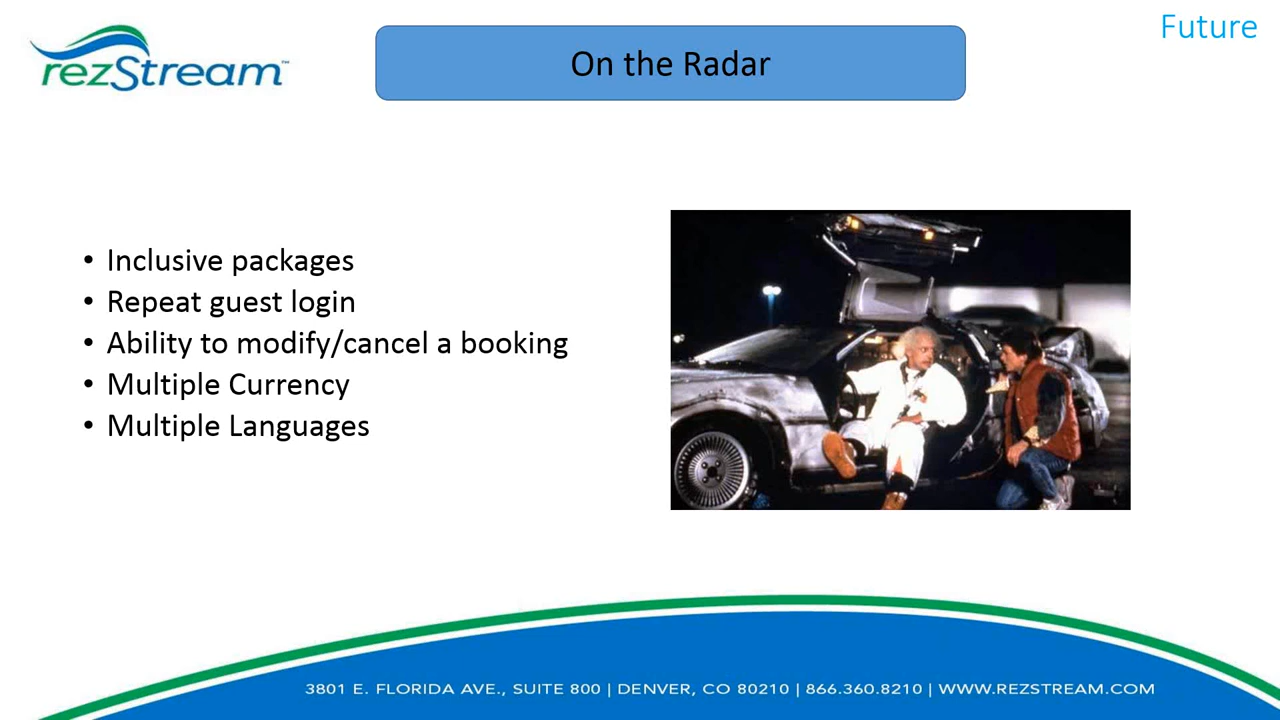 rezStream™
On the Radar
Future
• Inclusive packages
• Repeat guest login
• Ability to modify/cancel a booking
• Multiple Currency
• Multiple Languages
3801 E. FLORIDA AVE., SUITE 800 | DENVER, CO 80210 | 866.360.8210 | WWW.REZSTREAM.COM